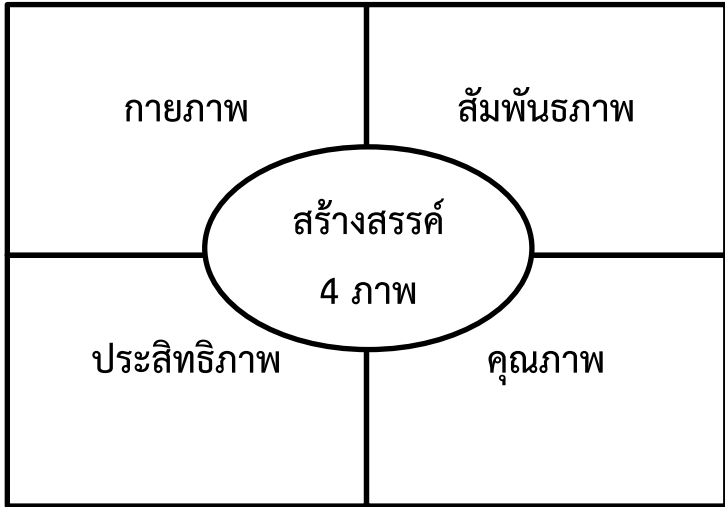 กายภาพ
สัมพันธภาพ
สร้างสรรค์
4 ภาพ
ประสิทธิภาพ
คุณภาพ